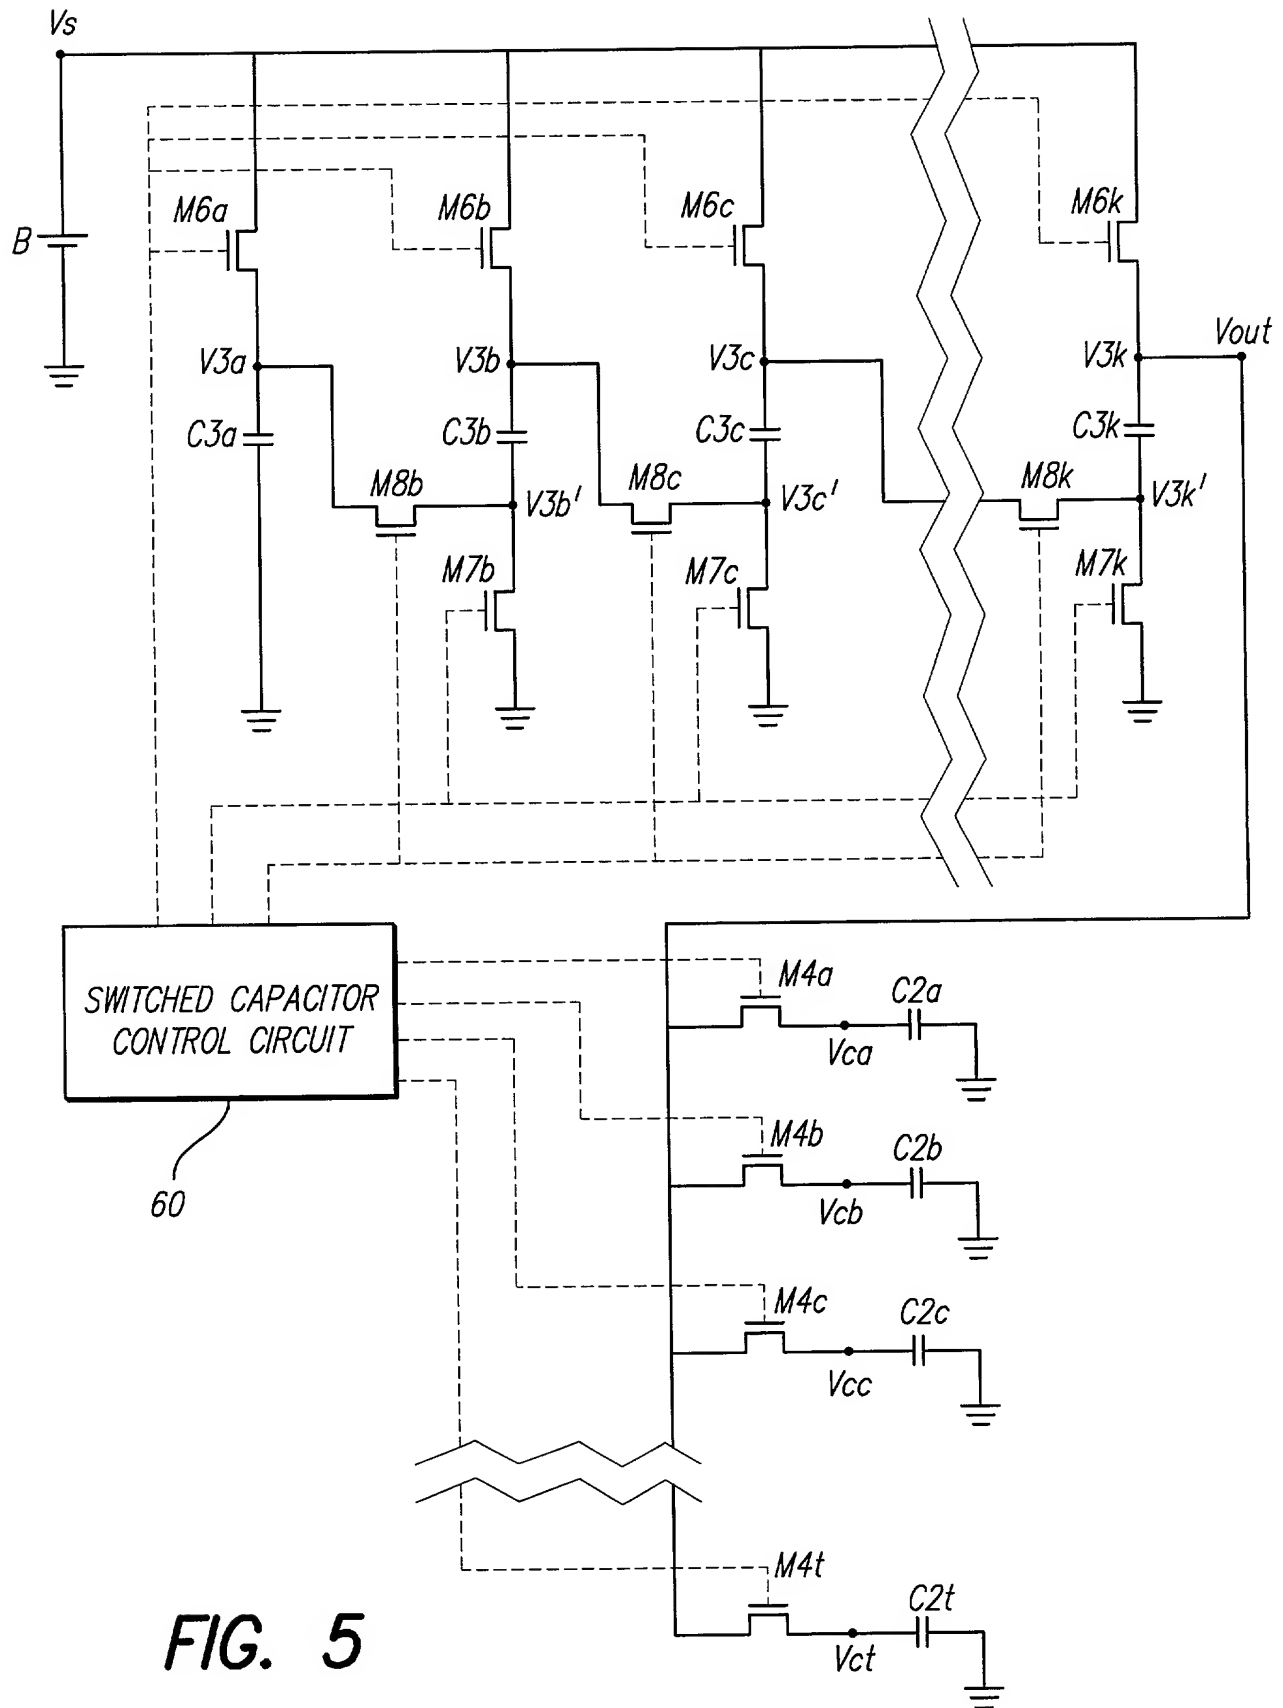 Vs
M6a
M6b
M6c
M6k
B
Vout
V3a
V3b
V3c
V3k
C3a
C3b
C3c
C3k
M8b
M8c
M8k
V3b'
V3c'
V3k'
M7b
M7c
M7k
SWITCHED CAPACITOR
CONTROL CIRCUIT
60
M4a
C2a
Vca
M4b
C2b
Vcb
M4c
C2c
Vcc
M4t
C2t
Vct
FIG. 5